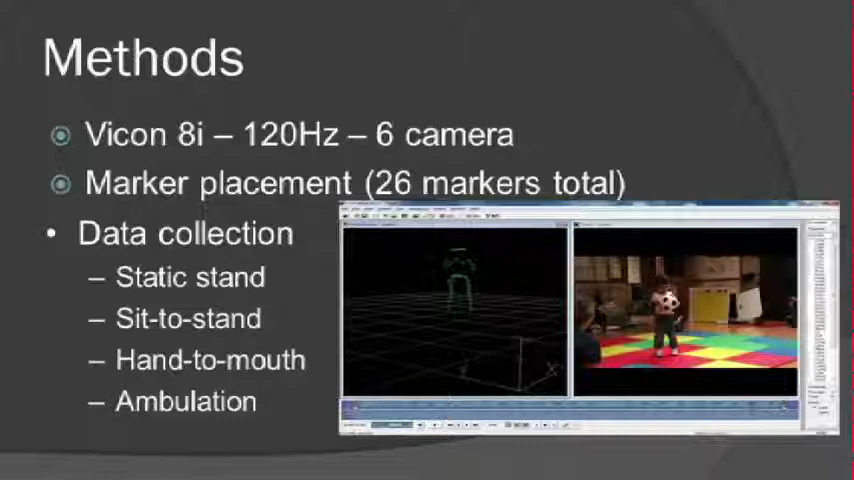 Methods
Vicon 8i – 120Hz – 6 camera
Marker placement (26 markers total)
• Data collection
– Static stand
– Sit-to-stand
– Hand-to-mouth
– Ambulation